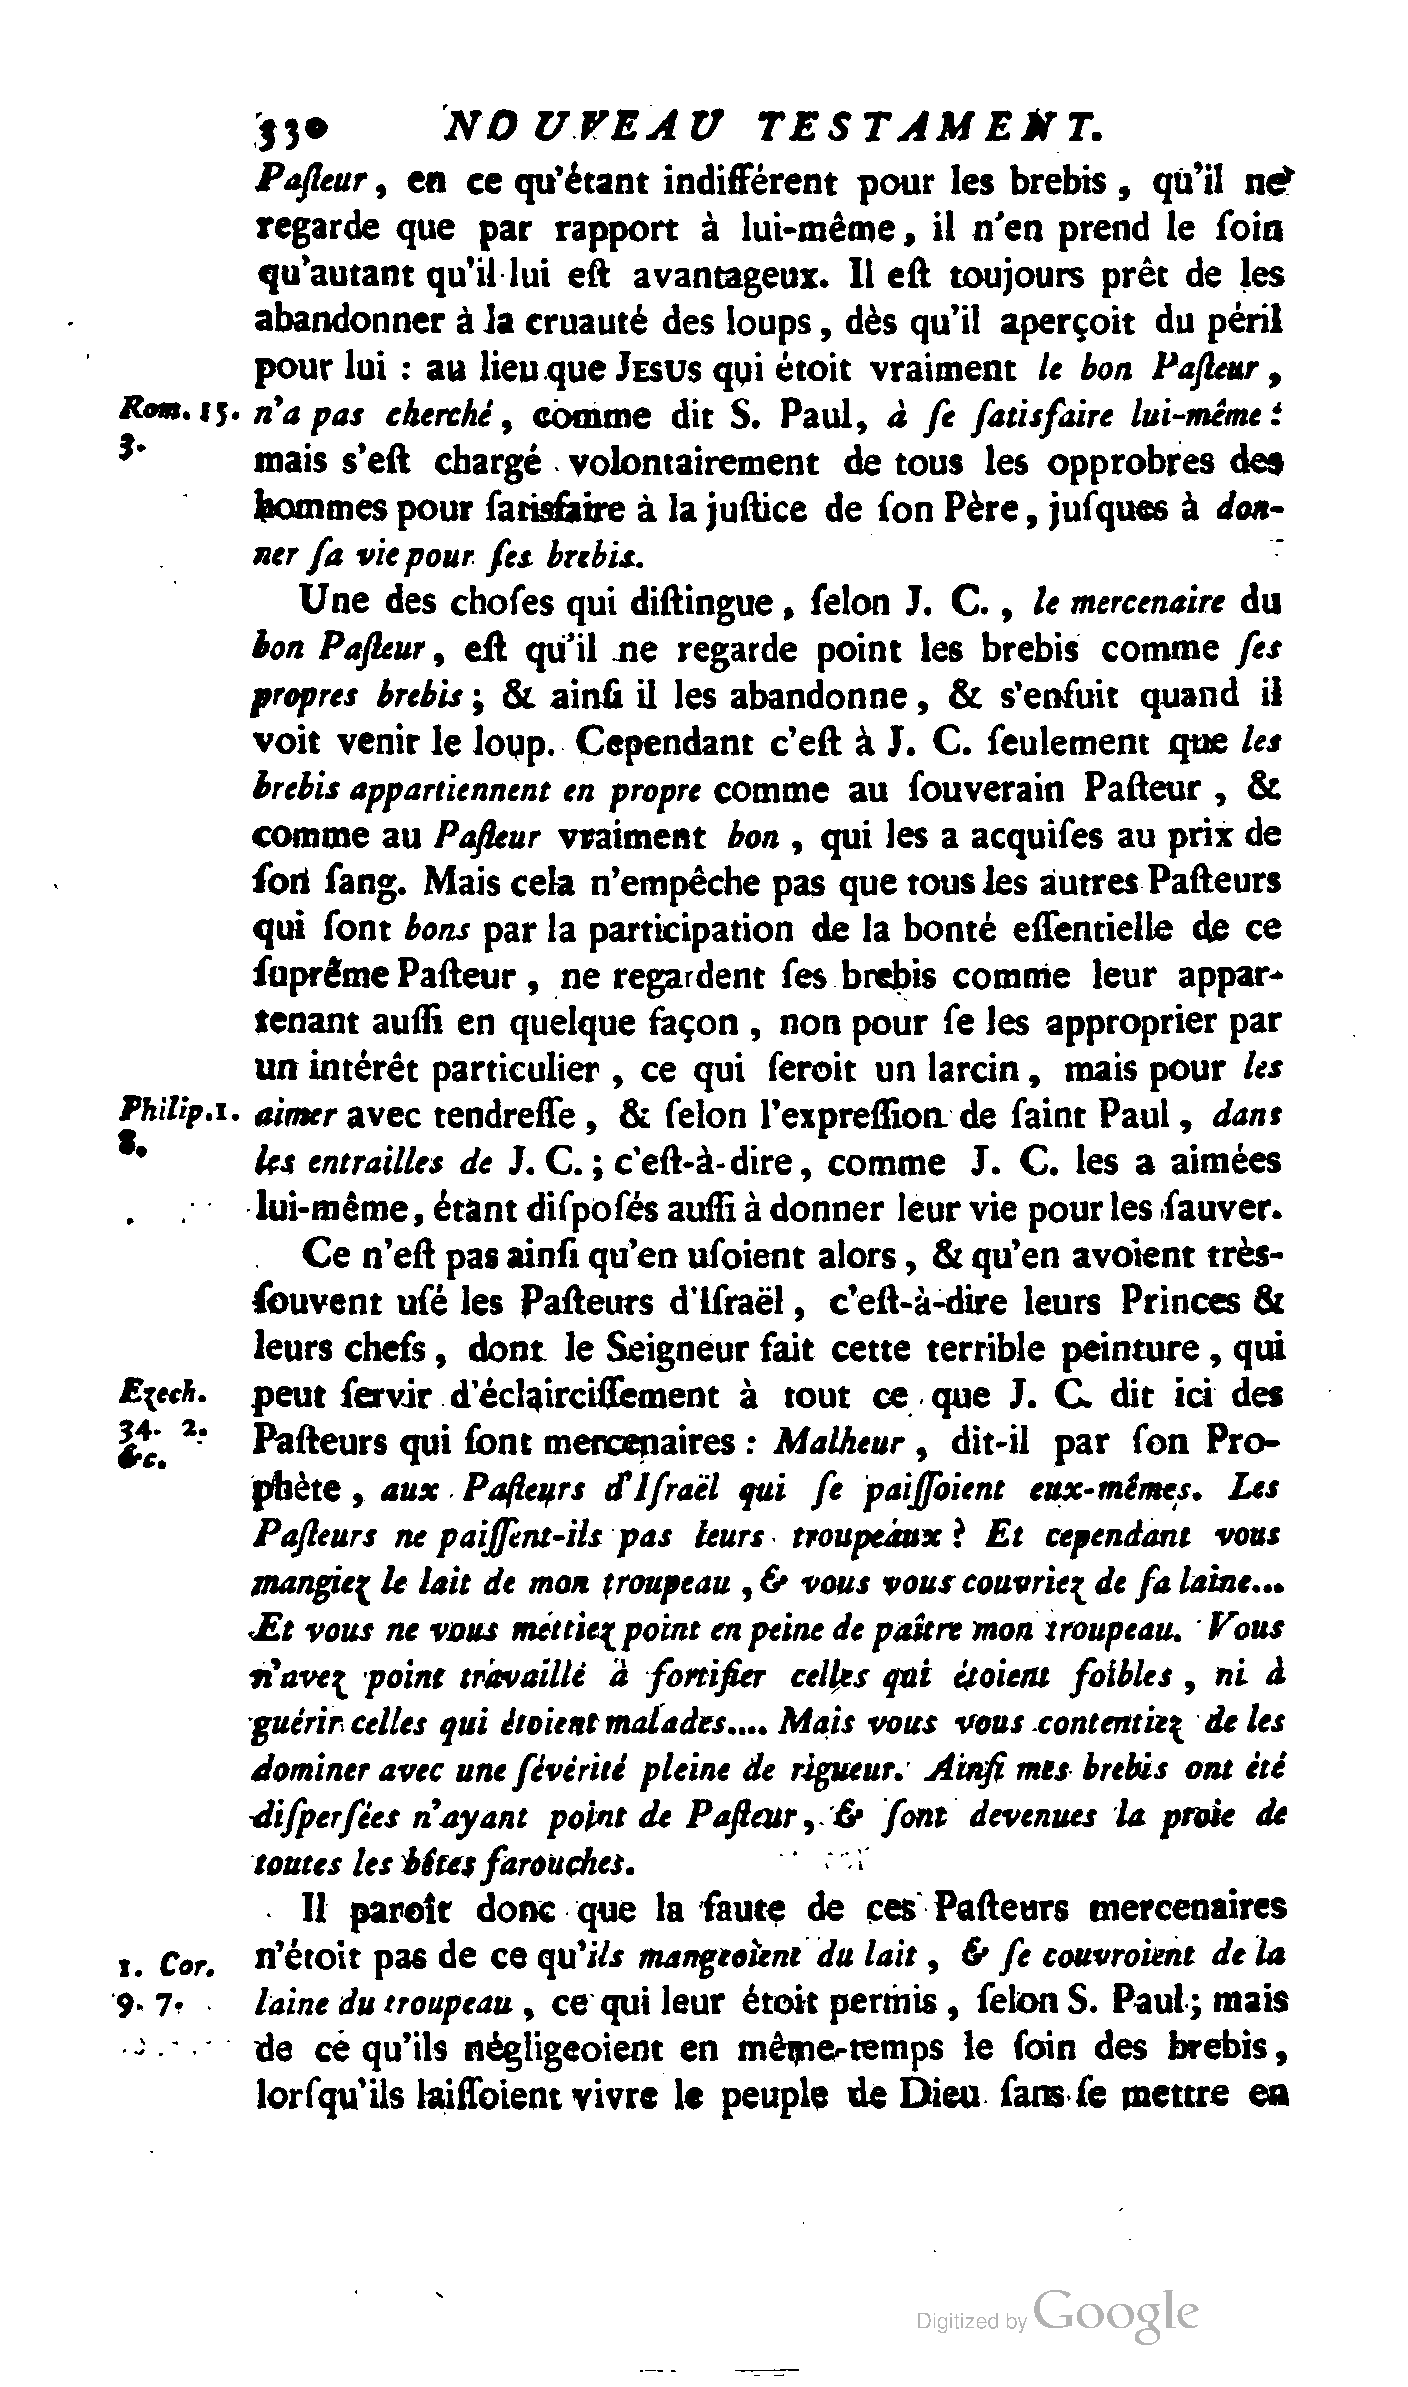 330 NOUVEAU TESTAMENT.
Paſteur, en ce qu'étant indifférent pour les brebis, qu'il ne
regarde que par rapport à lui-même, il n'en prend le ſoin
qu'autant qu'il lui eſt avantageux. Il eſt toujours prêt de les
abandonner à la cruauté des loups, dès qu'il aperçoit du péril
pour lui : au lieu que JESUS qui étoit vraiment le bon Paſteur,
Rom. 15. n'a pas cherché, comme dit S. Paul, à ſe ſatisfaire lui-même :
3. mais s'eſt chargé volontairement de tous les opprobres des
hommes pour ſatisfaire à la juſtice de ſon Père, juſques à don-
ner ſa vie pour ſes brebis.
Une des choſes qui diſtingue, ſelon J. C., le mercenaire du
bon Paſteur, eſt qu'il ne regarde point les brebis comme ſes
propres brebis; & ainſi il les abandonne, & s'enfuit quand il
voit venir le loup. Cependant c'eſt à J. C. ſeulement que les
brebis appartiennent en propre comme au ſouverain Paſteur, &
comme au Paſteur vraiment bon, qui les a acquiſes au prix de
ſon ſang. Mais cela n'empêche pas que tous les autres Paſteurs
qui ſont bons par la participation de la bonté eſſentielle de ce
ſuprême Paſteur, ne regardent ſes brebis comme leur appar-
tenant auſſi en quelque façon, non pour ſe les approprier par
un intérêt particulier, ce qui ſeroit un larcin, mais pour les
Philip. 1. aimer avec tendreſſe, & ſelon l'expreſſion de ſaint Paul, dans
8. les entrailles de J. C.; c'eſt-à-dire, comme J. C. les a aimées
lui-même, étant diſpoſés auſſi à donner leur vie pour les ſauver.
Ce n'eſt pas ainſi qu'en uſoient alors, & qu'en avoient très-
ſouvent uſé les Paſteurs d'Iſraël, c'eſt-à-dire leurs Princes &
leurs chefs, dont le Seigneur fait cette terrible peinture, qui
Ezech. peut ſervir d'éclairciſſement à tout ce que J. C. dit ici des
34. 2. Paſteurs qui ſont mercenaires : Malheur, dit-il par ſon Pro-
&c. phète, aux Paſteurs d'Iſraël qui ſe paiſſoient eux-mêmes. Les
Paſteurs ne paiſſent-ils pas leurs troupeaux ? Et cependant vous
mangiez le lait de mon troupeau, & vous vous couvriez de ſa laine...
Et vous ne vous mettiez point en peine de paître mon troupeau. Vous
n'avez point travaillé à fortifier celles qui étoient foibles, ni à
guérir celles qui étoient malades.... Mais vous vous contentiez de les
dominer avec une ſévérité pleine de rigueur. Ainſi mes brebis ont été
diſperſées n'ayant point de Paſteur, & ſont devenues la proie de
toutes les bêtes farouches.
Il paroît donc que la faute de ces Paſteurs mercenaires
1. Cor. n'étoit pas de ce qu'ils mangeoient du lait, & ſe couvroient de la
9. 7. laine du troupeau, ce qui leur étoit permis, ſelon S. Paul; mais
de ce qu'ils négligeoient en même-temps le ſoin des brebis,
lorſqu'ils laiſſoient vivre le peuple de Dieu ſans ſe mettre en
Digitized by Google